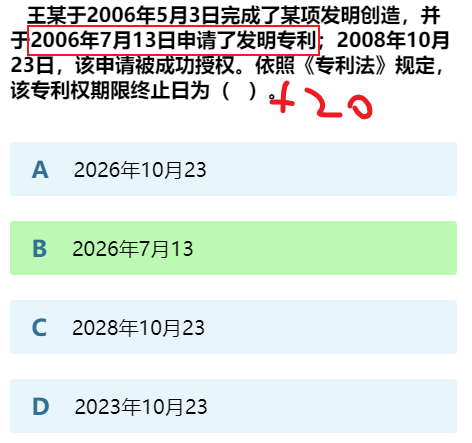 王某于2006年5月3日完成了某项发明创造，并
于2006年7月13日申请了发明专利；2008年10月
23日，该申请被成功授权。依照《专利法》规定，
该专利权期限终止日为（ ）。
+20
A 2026年10月23
B 2026年7月13
C 2028年10月23
D 2023年10月23